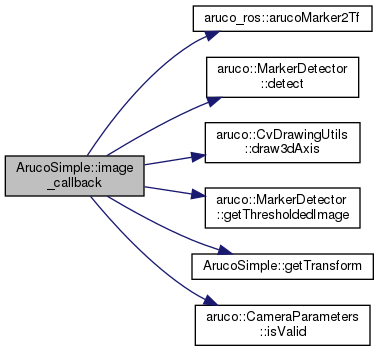 aruco_ros::arucoMarker2Tf
aruco::MarkerDetector
::detect
aruco::CvDrawingUtils
::draw3dAxis
ArucoSimple::image
_callback
aruco::MarkerDetector
::getThresholdedImage
ArucoSimple::getTransform
aruco::CameraParameters
::isValid